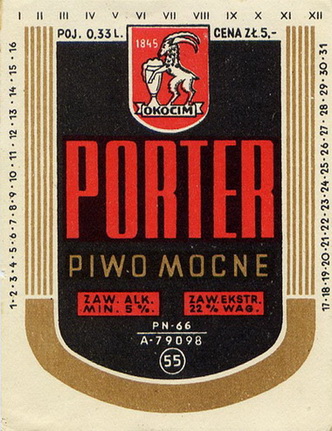 I II III IV V VI VII VIII IX X XI XII
POJ. 0,33 L.
CENA ZŁ 5,-
1845
OKOCIM
PORTER
PIWO MOCNE
ZAW. ALK.
MIN. 5%.
ZAW. EKSTR.
22% WAG.
PN-66
A-79098
55
1·2·3·4·5·6·7·8·9·10·11·12·13·14·15·16
17·18·19·20·21·22·23·24·25·26·27·28·29·30·31